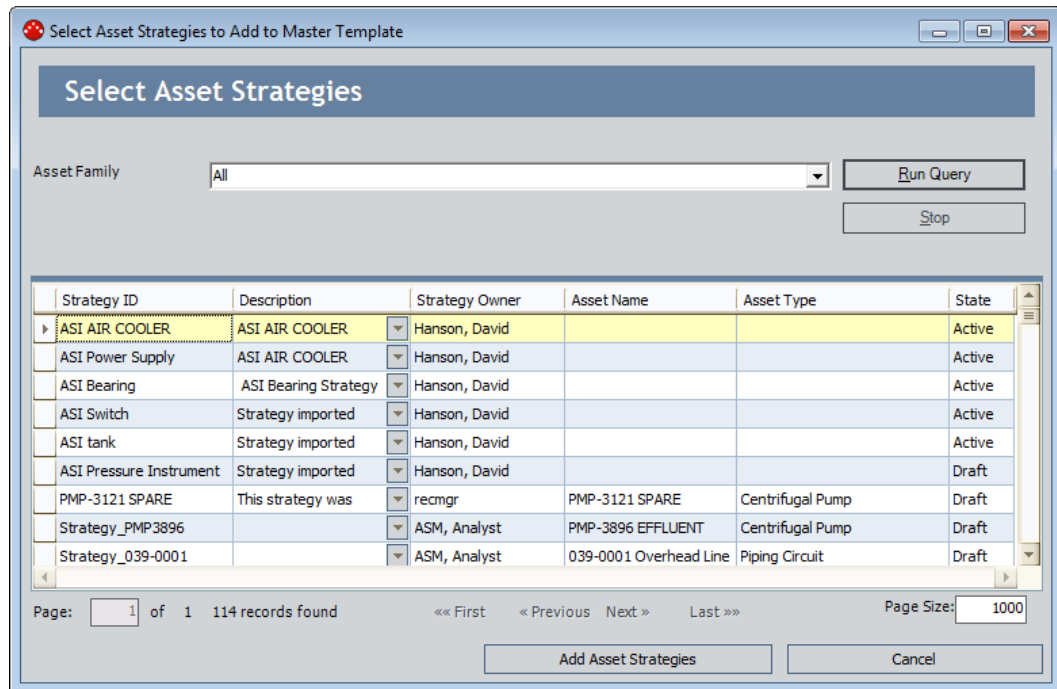 Select Asset Strategies to Add to Master Template
Select Asset Strategies
Asset Family All Run Query
Stop
Strategy ID Description Strategy Owner Asset Name Asset Type State
ASI AIR COOLER ASI AIR COOLER Hanson, David Active
ASI Power Supply ASI AIR COOLER Hanson, David Active
ASI Bearing ASI Bearing Strategy Hanson, David Active
ASI Switch Strategy imported Hanson, David Active
ASI tank Strategy imported Hanson, David Active
ASI Pressure Instrument Strategy imported Hanson, David Draft
PMP-3121 SPARE This strategy was recmgr PMP-3121 SPARE Centrifugal Pump Draft
Strategy_PMP3896 ASM, Analyst PMP-3896 EFFLUENT Centrifugal Pump Draft
Strategy_039-0001 ASM, Analyst 039-0001 Overhead Line Piping Circuit Draft
Page: 1 of 1 114 records found «« First « Previous Next » Last »» Page Size: 1000
Add Asset Strategies Cancel